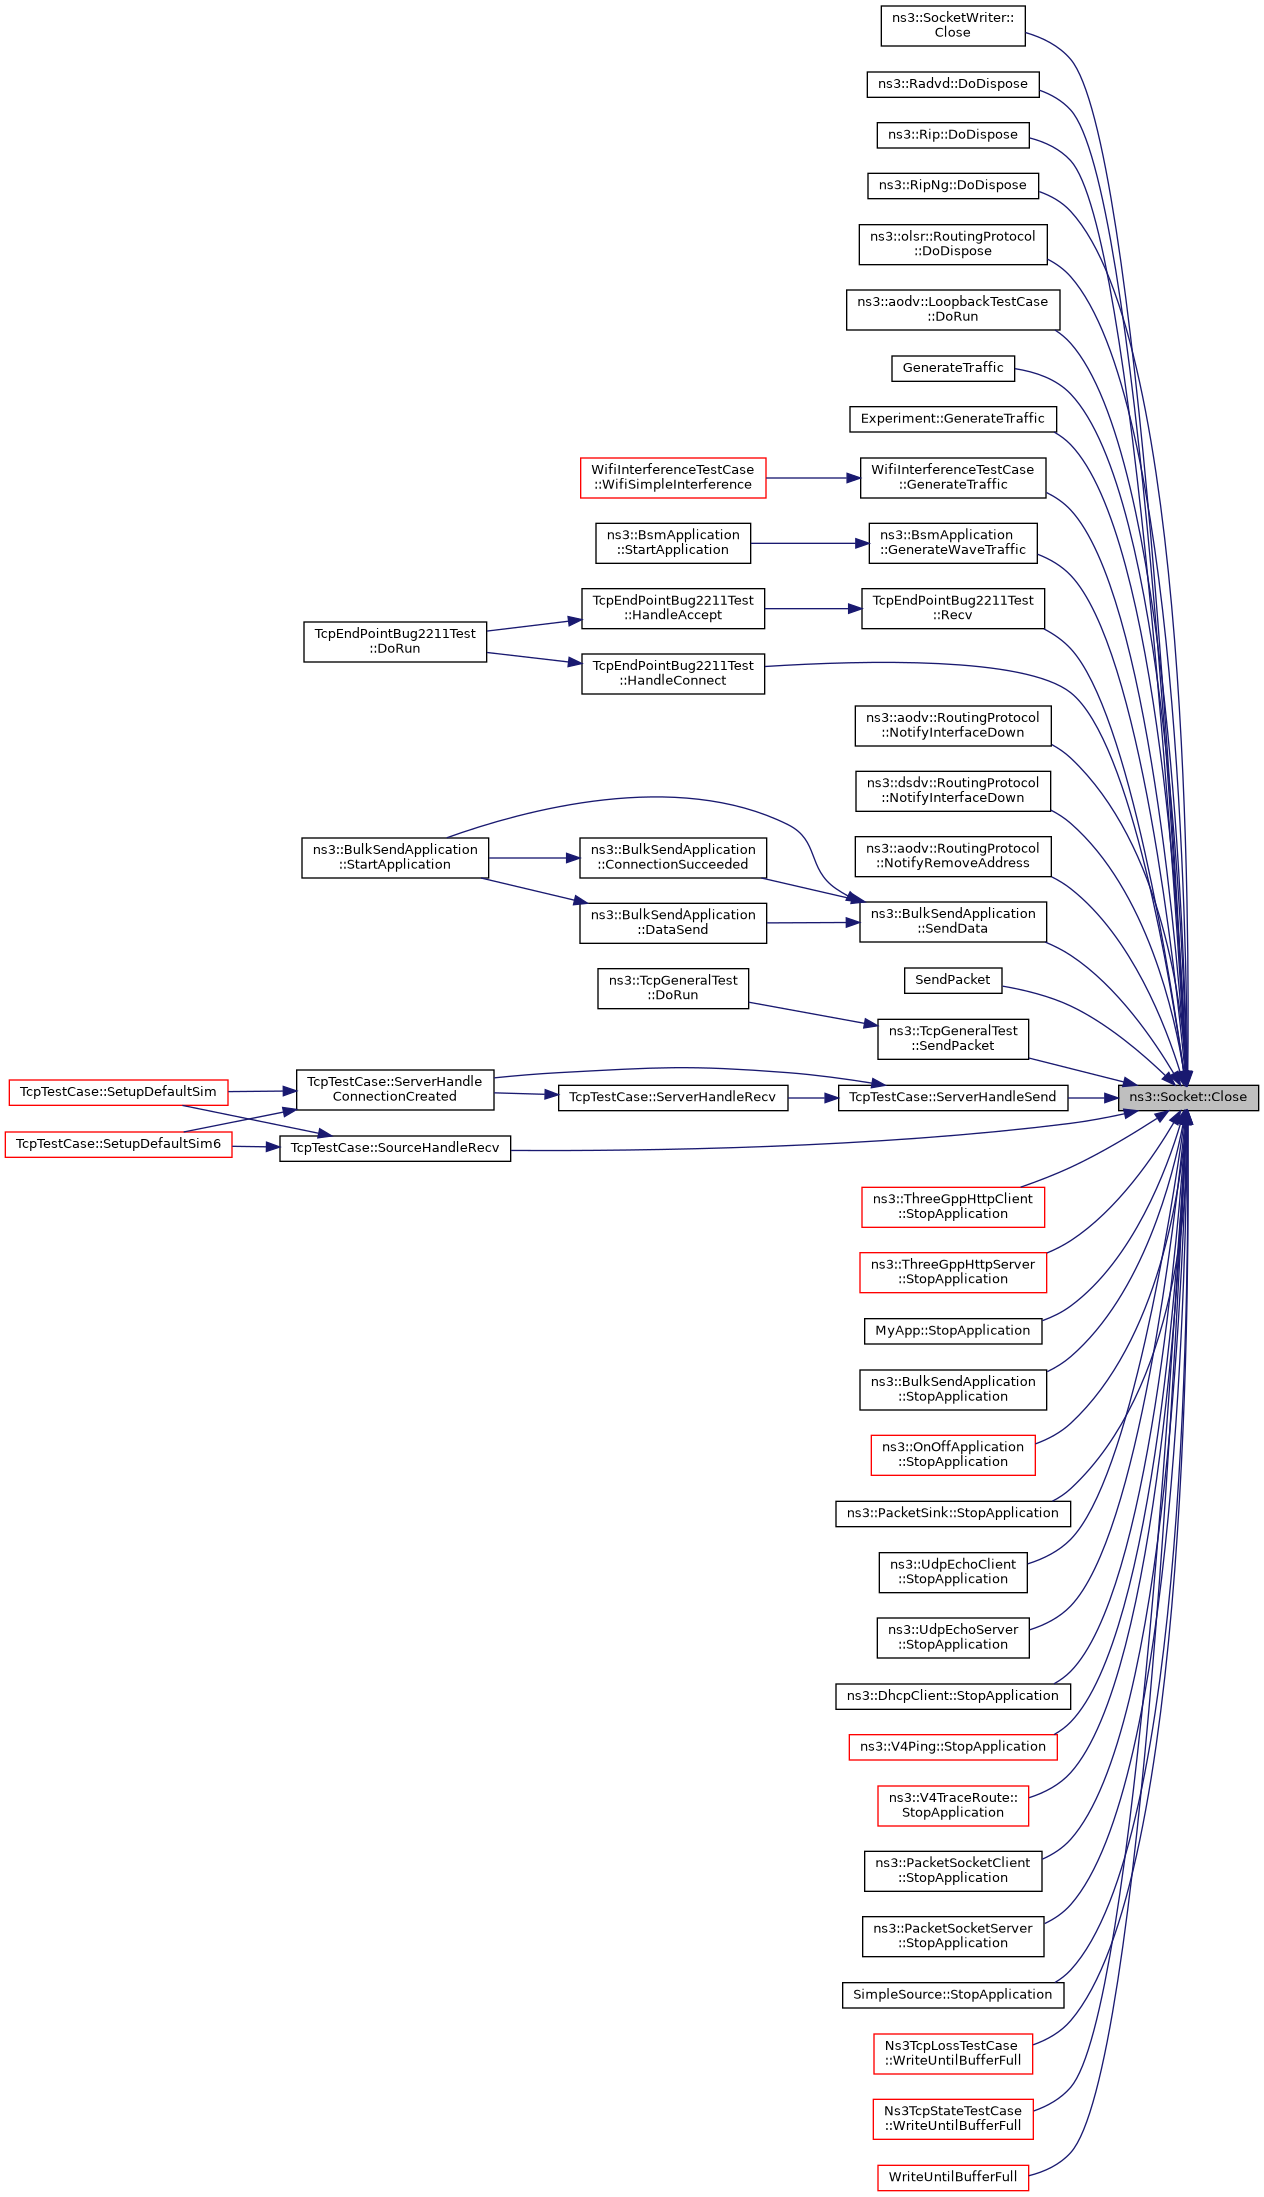 ns3::SocketWriter::
Close
ns3::Radvd::DoDispose
ns3::Rip::DoDispose
ns3::RipNg::DoDispose
ns3::olsr::RoutingProtocol
::DoDispose
ns3::aodv::LoopbackTestCase
::DoRun
GenerateTraffic
Experiment::GenerateTraffic
WifiInterferenceTestCase
::WifiSimpleInterference
WifiInterferenceTestCase
::GenerateTraffic
ns3::BsmApplication
::StartApplication
ns3::BsmApplication
::GenerateWaveTraffic
TcpEndPointBug2211Test
::DoRun
TcpEndPointBug2211Test
::HandleAccept
TcpEndPointBug2211Test
::Recv
TcpEndPointBug2211Test
::HandleConnect
ns3::aodv::RoutingProtocol
::NotifyInterfaceDown
ns3::dsdv::RoutingProtocol
::NotifyInterfaceDown
ns3::aodv::RoutingProtocol
::NotifyRemoveAddress
ns3::BulkSendApplication
::StartApplication
ns3::BulkSendApplication
::ConnectionSucceeded
ns3::BulkSendApplication
::DataSend
ns3::BulkSendApplication
::SendData
SendPacket
ns3::TcpGeneralTest
::DoRun
ns3::TcpGeneralTest
::SendPacket
TcpTestCase::SetupDefaultSim
TcpTestCase::ServerHandle
ConnectionCreated
TcpTestCase::ServerHandleRecv
TcpTestCase::ServerHandleSend
ns3::Socket::Close
TcpTestCase::SetupDefaultSim6
TcpTestCase::SourceHandleRecv
ns3::ThreeGppHttpClient
::StopApplication
ns3::ThreeGppHttpServer
::StopApplication
MyApp::StopApplication
ns3::BulkSendApplication
::StopApplication
ns3::OnOffApplication
::StopApplication
ns3::PacketSink::StopApplication
ns3::UdpEchoClient
::StopApplication
ns3::UdpEchoServer
::StopApplication
ns3::DhcpClient::StopApplication
ns3::V4Ping::StopApplication
ns3::V4TraceRoute::
StopApplication
ns3::PacketSocketClient
::StopApplication
ns3::PacketSocketServer
::StopApplication
SimpleSource::StopApplication
Ns3TcpLossTestCase
::WriteUntilBufferFull
Ns3TcpStateTestCase
::WriteUntilBufferFull
WriteUntilBufferFull